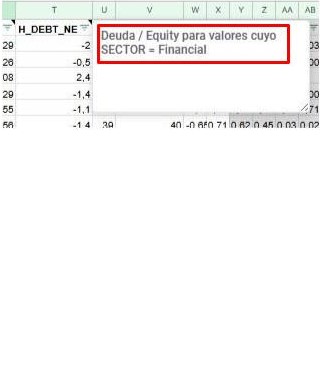 T U V W X Y Z AA AB
H_DEBT_NE Deuda / Equity para valores cuyo
SECTOR = Financial
29 -2 03
26 -0,5 00
08 2,4
29 -1,4 00
55 -1,1 71
56 -1,4 39 40 0,71 0,62 0,45 0,03 0,02